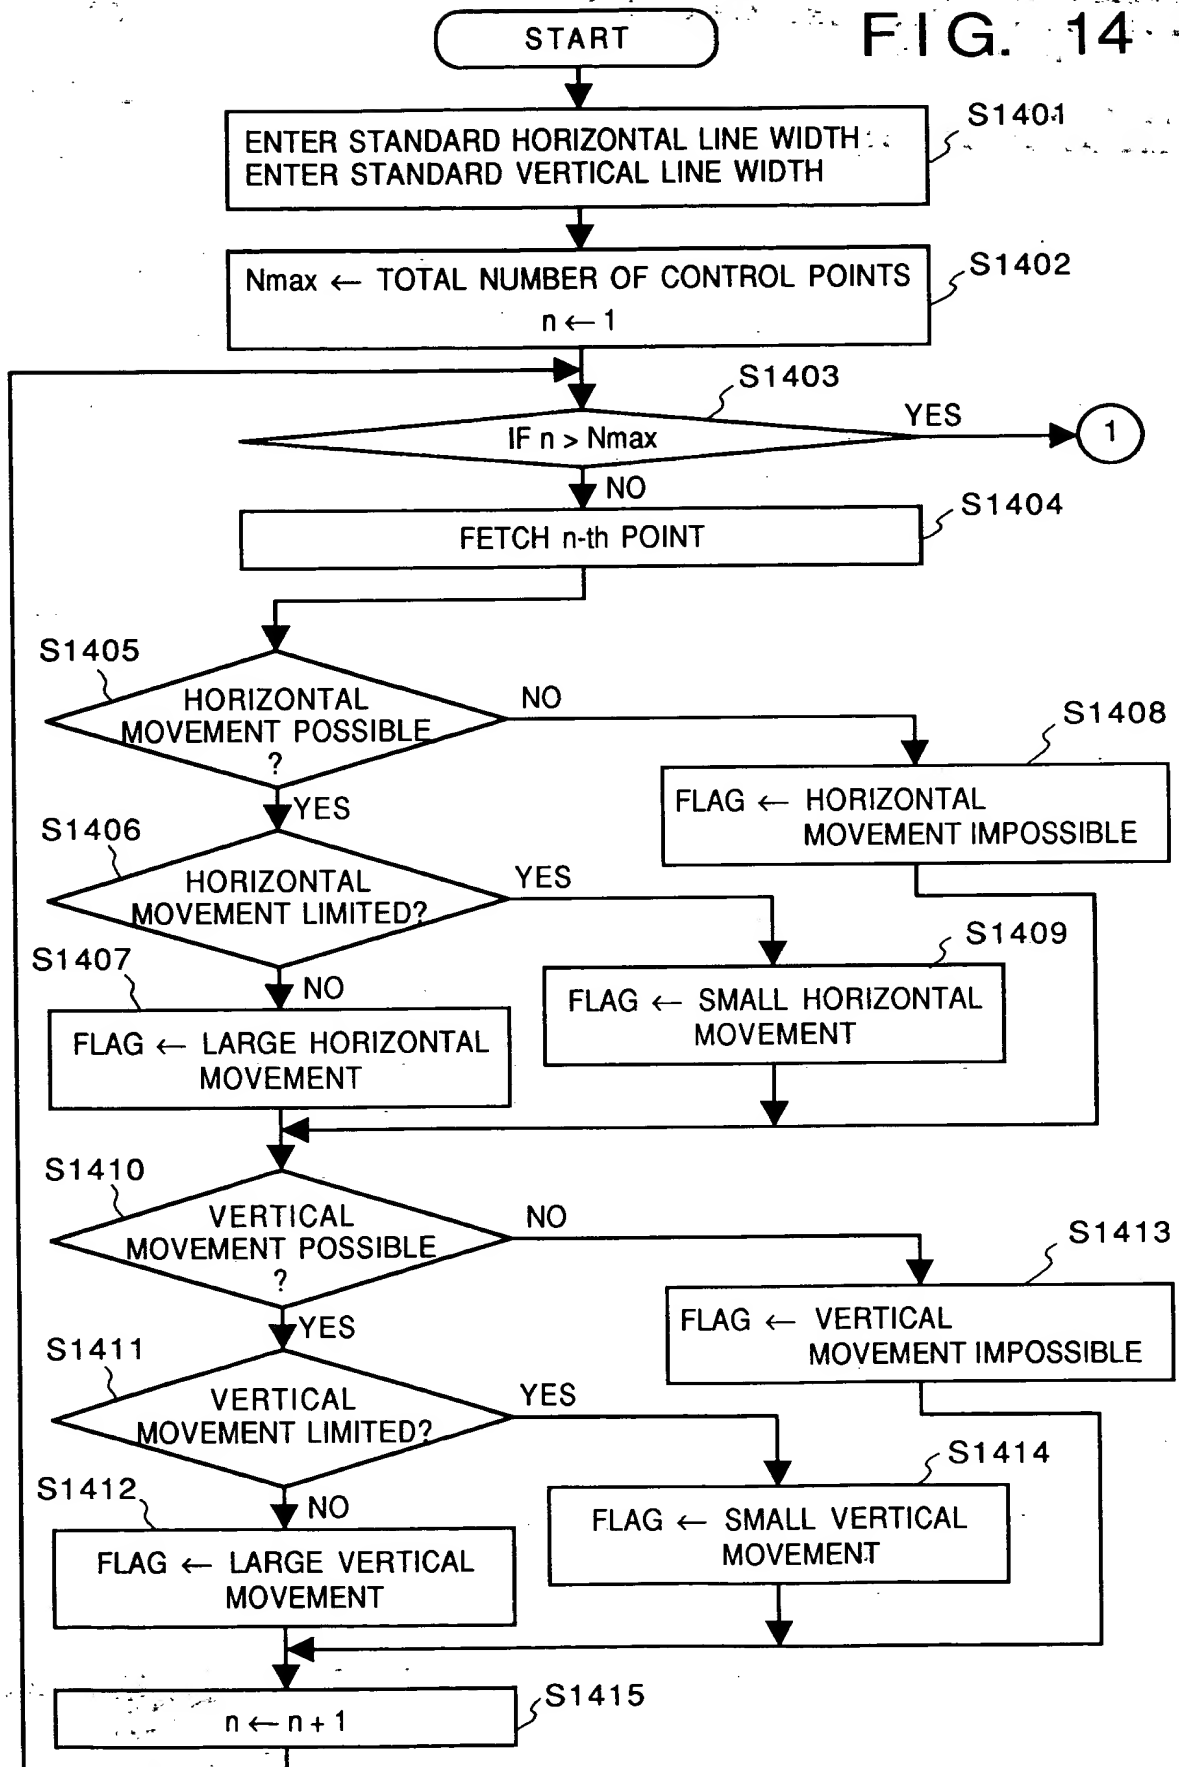 START
FIG. 14
S1401
ENTER STANDARD HORIZONTAL LINE WIDTH
ENTER STANDARD VERTICAL LINE WIDTH
S1402
Nmax ← TOTAL NUMBER OF CONTROL POINTS
n ← 1
S1403
IF n > Nmax
YES
1
NO
S1404
FETCH n-th POINT
S1405
HORIZONTAL
MOVEMENT POSSIBLE
?
NO
S1408
FLAG ← HORIZONTAL
MOVEMENT IMPOSSIBLE
YES
S1406
HORIZONTAL
MOVEMENT LIMITED?
YES
S1409
FLAG ← SMALL HORIZONTAL
MOVEMENT
S1407
NO
FLAG ← LARGE HORIZONTAL
MOVEMENT
S1410
VERTICAL
MOVEMENT POSSIBLE
?
NO
S1413
FLAG ← VERTICAL
MOVEMENT IMPOSSIBLE
YES
S1411
VERTICAL
MOVEMENT LIMITED?
YES
S1414
FLAG ← SMALL VERTICAL
MOVEMENT
S1412
NO
FLAG ← LARGE VERTICAL
MOVEMENT
S1415
n ← n + 1